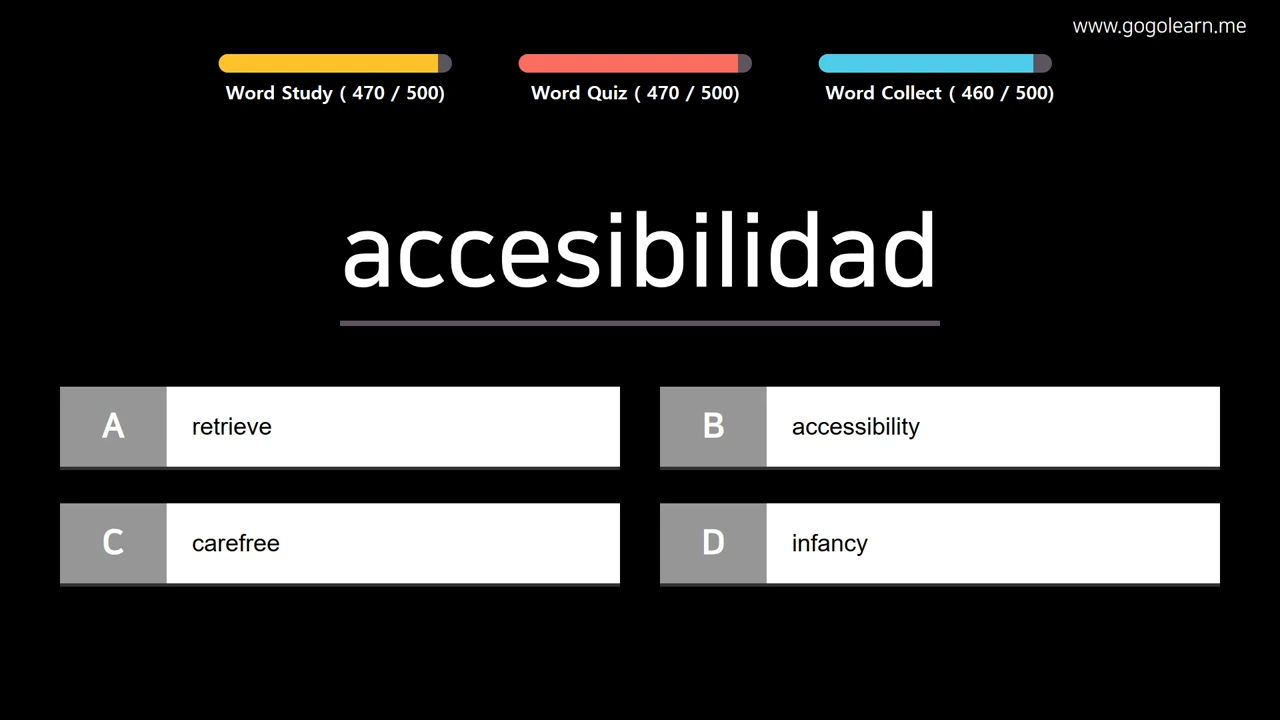 www.gogolearn.me
Word Study ( 470 / 500)
Word Quiz ( 470 / 500)
Word Collect ( 460 / 500)
accesibilidad
A retrieve
B accessibility
C carefree
D infancy